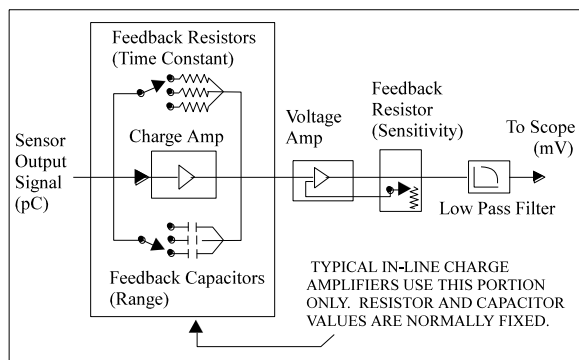 Feedback Resistors
(Time Constant)
Charge Amp
Sensor
Output
Signal
(pC)
Feedback Capacitors
(Range)
Voltage
Amp
Feedback
Resistor
(Sensitivity)
To Scope
(mV)
Low Pass Filter
TYPICAL IN-LINE CHARGE
AMPLIFIERS USE THIS PORTION
ONLY. RESISTOR AND CAPACITOR
VALUES ARE NORMALLY FIXED.